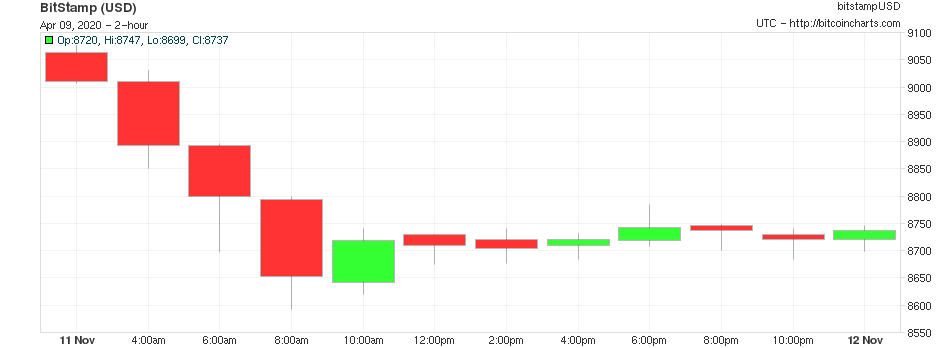 BitStamp (USD)
bitstampUSD
Apr 09, 2020 - 2-hour
UTC - http://bitcoincharts.com
Op:8720, Hi:8747, Lo:8699, Cl:8737
9100
9050
9000
8950
8900
8850
8800
8750
8700
8650
8600
8550
11 Nov 4:00am 6:00am 8:00am 10:00am 12:00pm 2:00pm 4:00pm 6:00pm 8:00pm 10:00pm 12 Nov